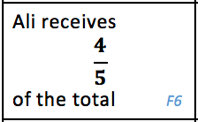 Ali receives
4
5
of the total F6